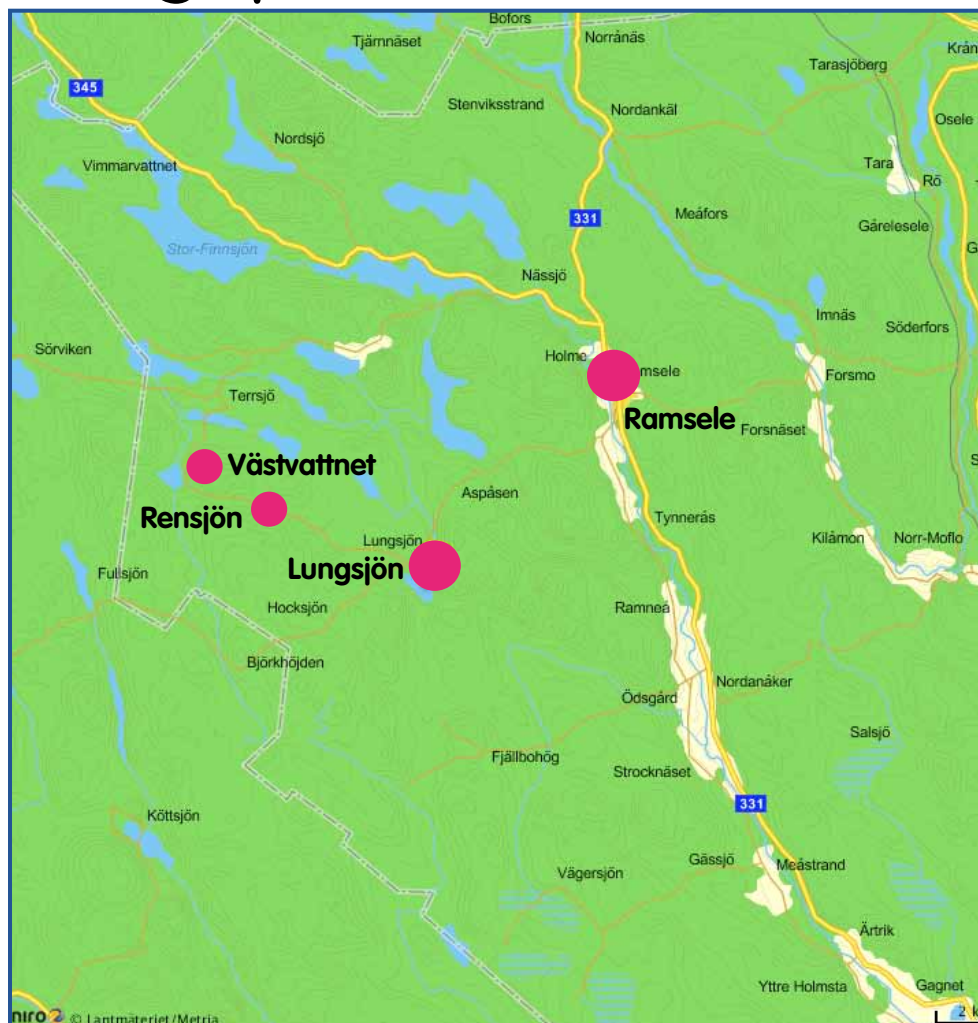 Bofors
Tjärnnäset
Norrånäs
Tarasjöberg
345
Stenviksstrand
Nordankäl
Osele
Nordsjö
Vimmarvattnet
Tara
Rö
331
Meåfors
Gårelesele
Stor-Finnsjön
Nässjö
Imnäs
Söderfors
Sörviken
Holme
Forsmo
Terrsjö
Ramsele
Forsnäset
Västvattnet
Aspåsen
Rensjön
Tynnerås
Lungsjön
Kilåmon
Norr-Moflo
Lungsjön
Fullsjön
Hocksjön
Ramneå
Björkhöjden
Nordanåker
Ödsgård
Salsjö
Fjällbohög
Strocknäset
331
Köttsjön
Gässjö
Meåstrand
Vägersjön
Ärtrik
Yttre Holmsta
Gagnet
© Lantmäteriet/Metria